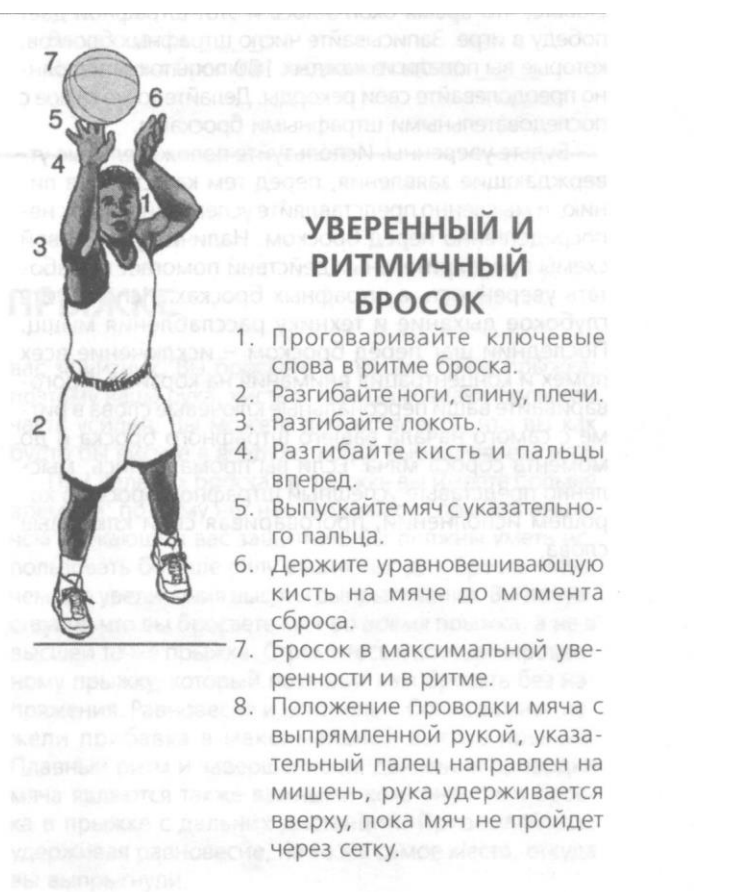 7
6
5
4
1
3
2
УВЕРЕННЫЙ И
РИТМИЧНЫЙ
БРОСОК
1. Проговаривайте ключевые
слова в ритме броска.
2. Разгибайте ноги, спину, плечи.
3. Разгибайте локоть.
4. Разгибайте кисть и пальцы
вперед.
5. Выпускайте мяч с указательно-
го пальца.
6. Держите уравновешивающую
кисть на мяче до момента
сброса.
7. Бросок в максимальной уве-
ренности и в ритме.
8. Положение проводки мяча с
выпрямленной рукой, указа-
тельный палец направлен на
мишень, рука удерживается
вверху, пока мяч не пройдет
через сетку.